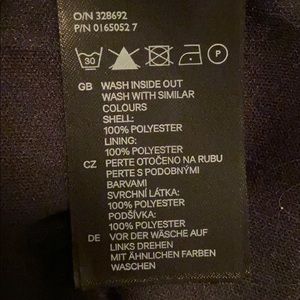 O/N 328692
P/N 0165052 7
30 P
GB WASH INSIDE OUT
WASH WITH SIMILAR
COLOURS
SHELL:
100% POLYESTER
LINING:
100% POLYESTER
CZ PERTE OTOČENO NA RUBU
PERTE S PODOBNÝMI
BARVAMI
SVRCHNÍ LÁTKA:
100% POLYESTER
PODŠÍVKA:
100% POLYESTER
DE VOR DER WÄSCHE AUF
LINKS DREHEN
MIT ÄHNLICHEN FARBEN
WASCHEN